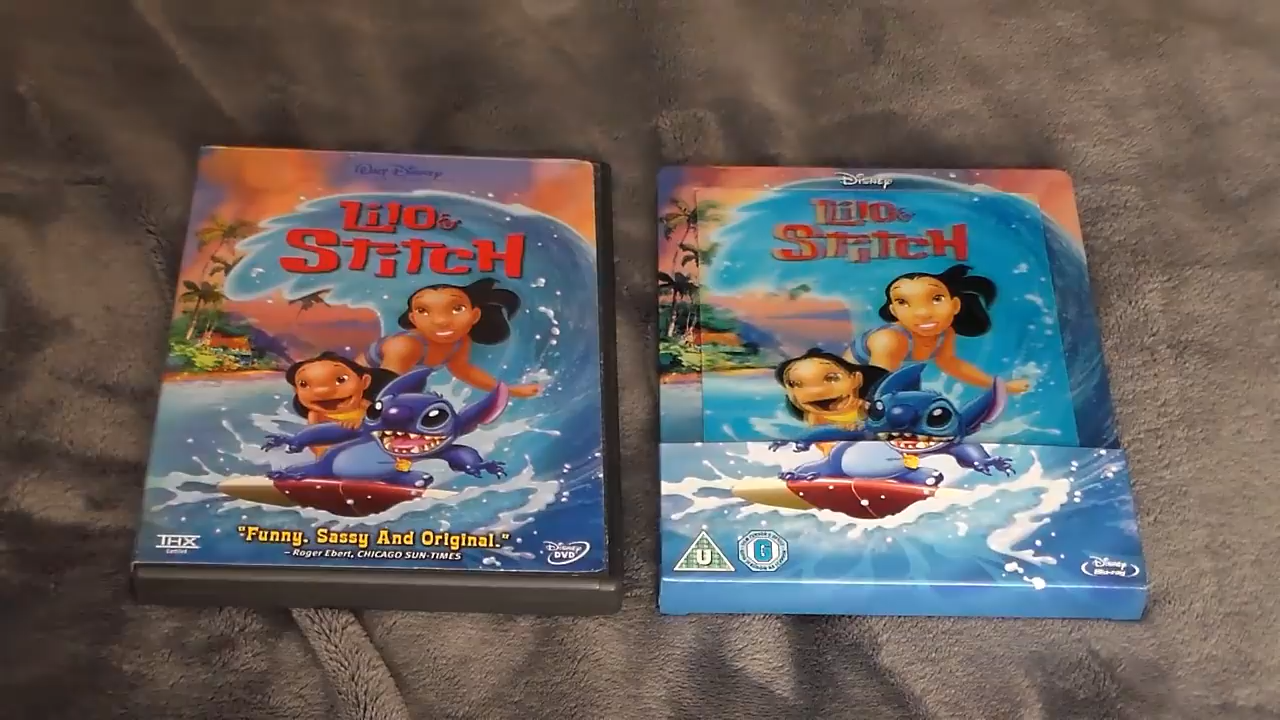 Walt Disney
Lilo &
Stitch
"Funny. Sassy And Original."
– Roger Ebert, CHICAGO SUN-TIMES
THX
Disney
DVD
Disney
Lilo &
Stitch
U
G
Disney
Blu-ray